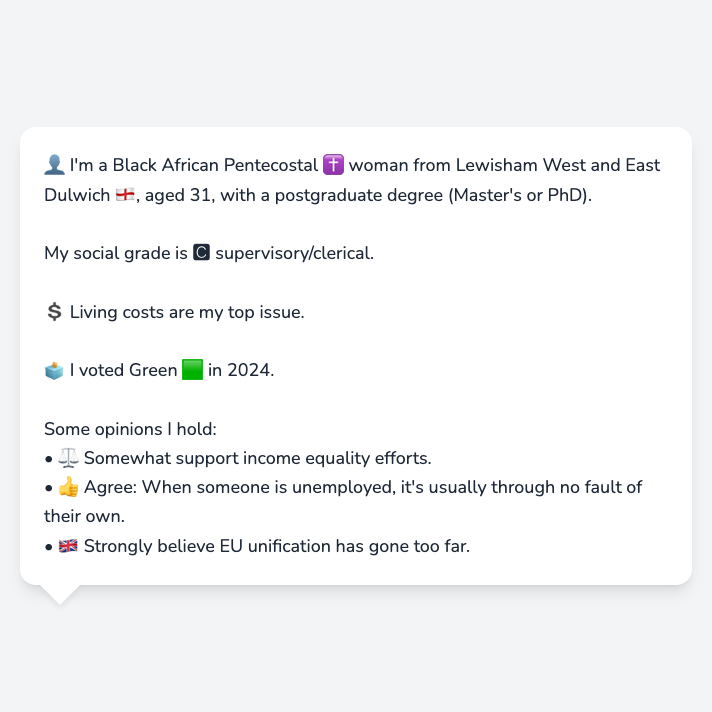 👤 I'm a Black African Pentecostal ✝️ woman from Lewisham West and East
Dulwich 🏴󠁧󠁢󠁥󠁮󠁧󠁿, aged 31, with a postgraduate degree (Master's or PhD).
My social grade is 🅲 supervisory/clerical.
💲 Living costs are my top issue.
🗳️ I voted Green 🟩 in 2024.
Some opinions I hold:
• ⚖️ Somewhat support income equality efforts.
• 👍 Agree: When someone is unemployed, it's usually through no fault of
their own.
• 🇬🇧 Strongly believe EU unification has gone too far.